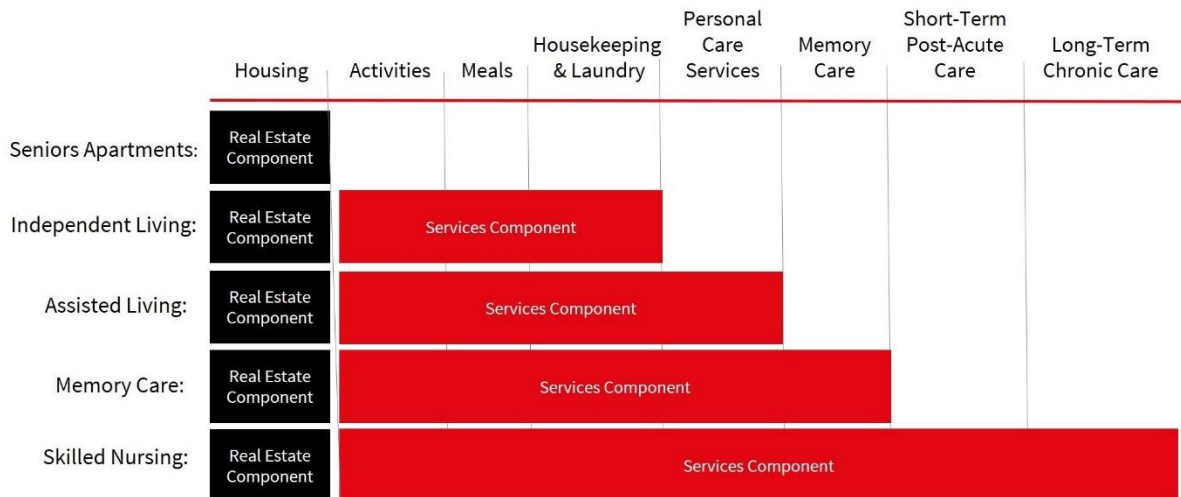 Housing
Activities
Meals
Housekeeping
& Laundry
Personal
Care
Services
Memory
Care
Short-Term
Post-Acute
Care
Long-Term
Chronic Care
Seniors Apartments:
Real Estate
Component
Independent Living:
Real Estate
Component
Services Component
Assisted Living:
Real Estate
Component
Services Component
Memory Care:
Real Estate
Component
Services Component
Skilled Nursing:
Real Estate
Component
Services Component